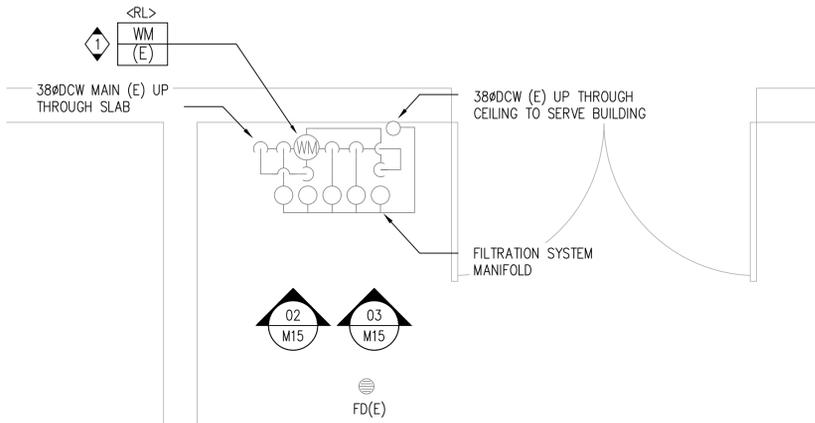 <RL>
1
WM
(E)
38øDCW MAIN (E) UP
THROUGH SLAB
38øDCW (E) UP THROUGH
CEILING TO SERVE BUILDING
WM
FILTRATION SYSTEM
MANIFOLD
02
M15
03
M15
FD(E)